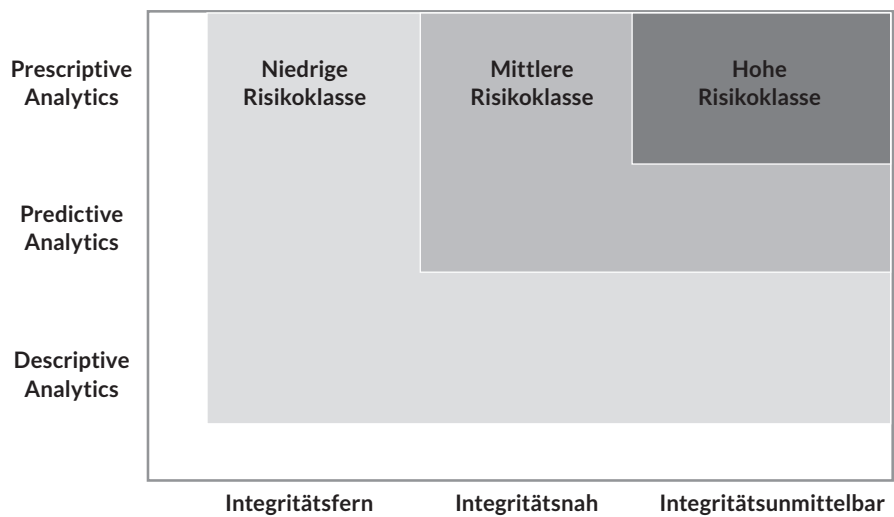 Prescriptive
Analytics
Niedrige
Risikoklasse
Mittlere
Risikoklasse
Hohe
Risikoklasse
Predictive
Analytics
Descriptive
Analytics
Integritätsfern
Integritätsnah
Integritätsunmittelbar